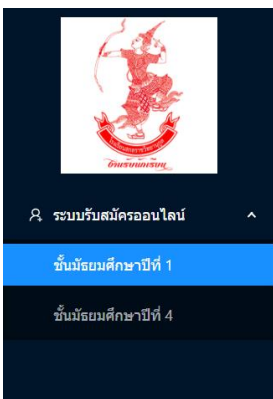 ระบบรับสมัครออนไลน์
ชั้นมัธยมศึกษาปีที่ 1
ชั้นมัธยมศึกษาปีที่ 4